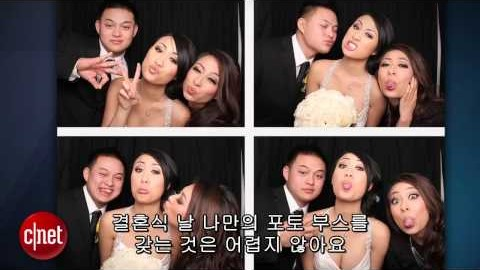 결혼식 날 나만의 포토 부스를
갖는 것은 어렵지 않아요
c|net